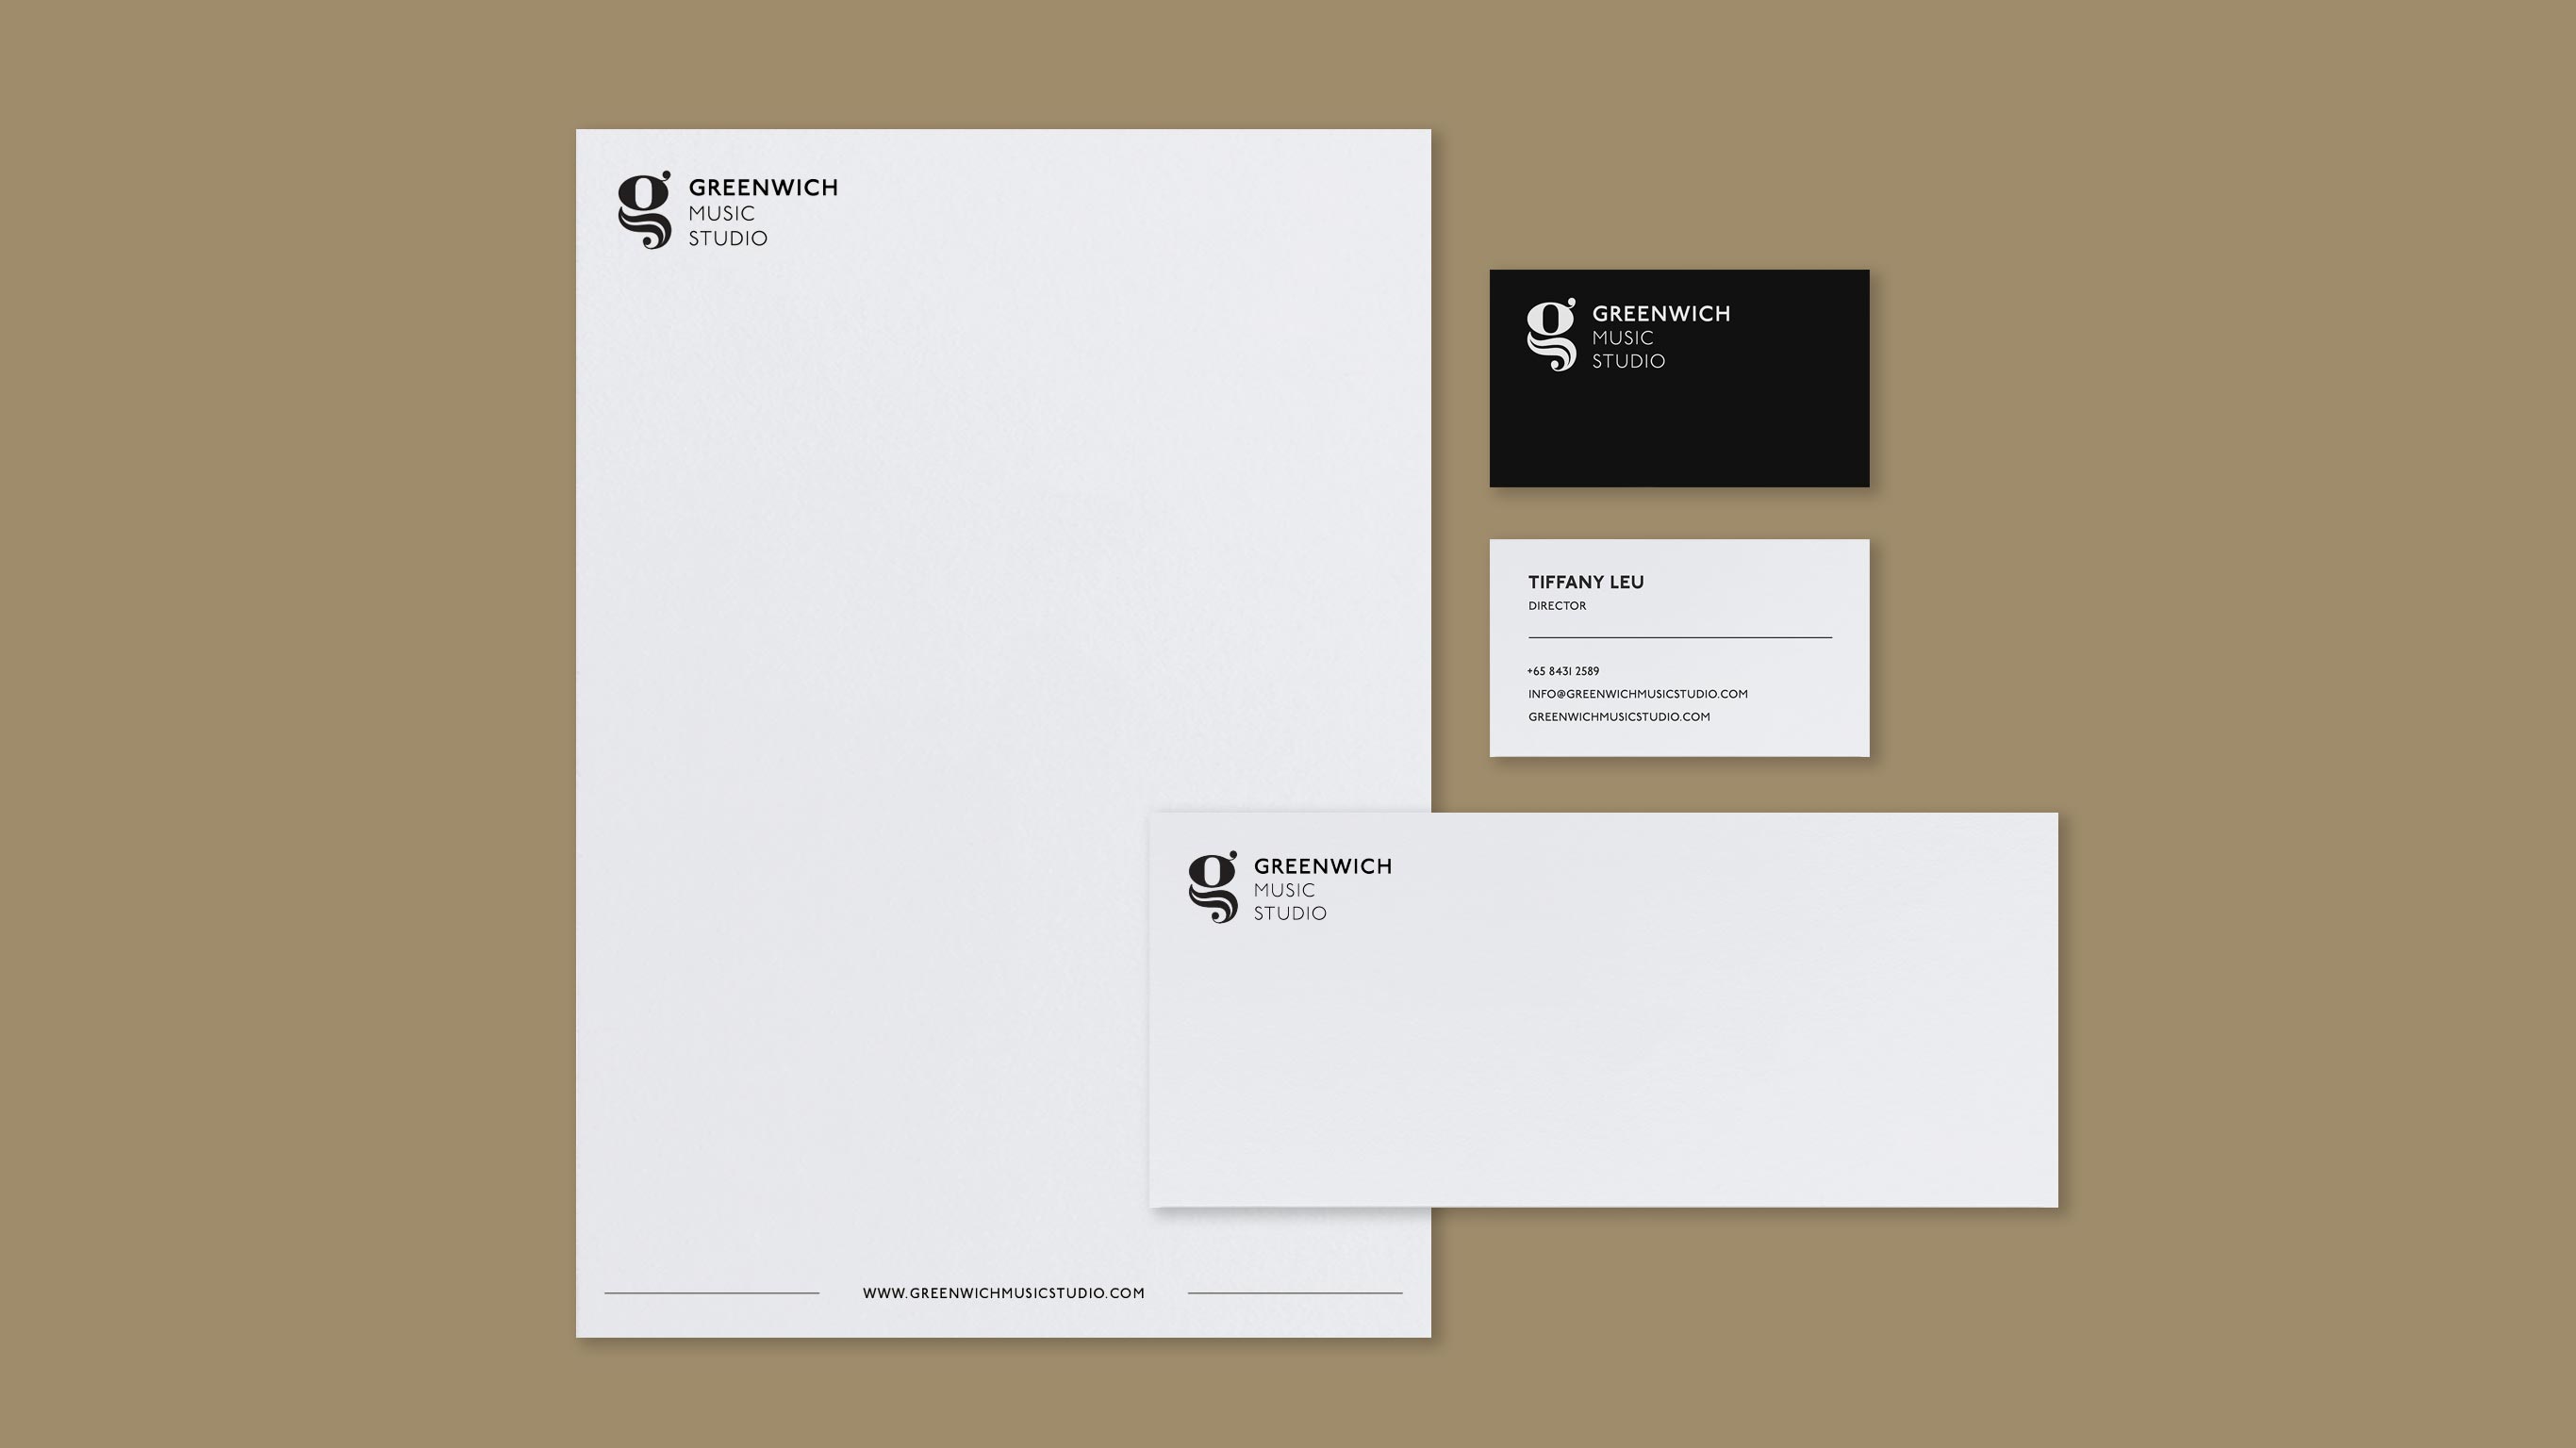 g
GREENWICH
MUSIC
STUDIO
g
GREENWICH
MUSIC
STUDIO
TIFFANY LEU
DIRECTOR
+65 8431 2589
INFO@GREENWICHMUSICSTUDIO.COM
GREENWICHMUSICSTUDIO.COM
g
GREENWICH
MUSIC
STUDIO
WWW.GREENWICHMUSICSTUDIO.COM